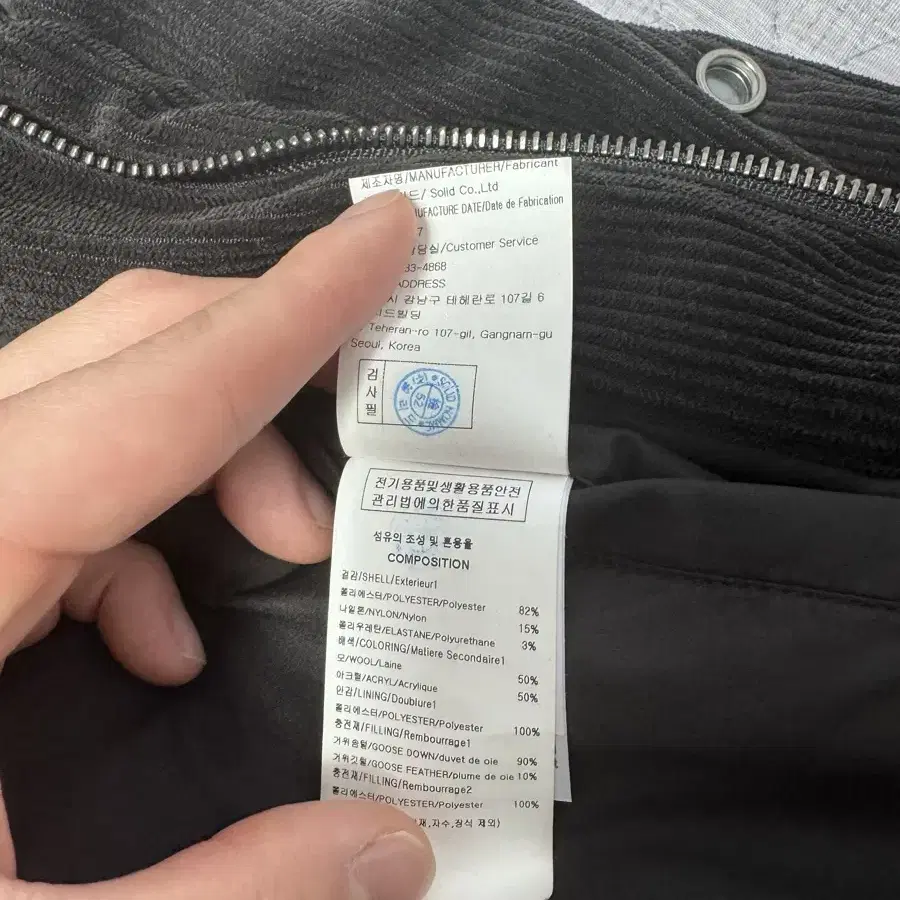 제조자명/MANUFACTURER/Fabricant
드/ Solid Co.,Ltd
UFACTURE DATE/Date de Fabrication
7
담실/Customer Service
33-4868
ADDRESS
시 강남구 테헤란로 107길 6
드빌딩
Teheran-ro 107-gil, Gangnam-gu
Seoul, Korea
검사필
SOLID HOMME
52
전기용품및생활용품안전
관리법에의한품질표시
섬유의 조성 및 혼용율
COMPOSITION
겉감/SHELL/Exterieur1
폴리에스터/POLYESTER/Polyester 82%
나일론/NYLON/Nylon 15%
폴리우레탄/ELASTANE/Polyurethane 3%
배색/COLORING/Matiere Secondaire1
모/WOOL/Laine 50%
아크릴/ACRYL/Acrylique 50%
안감/LINING/Doublure1
폴리에스터/POLYESTER/Polyester 100%
충전재/FILLING/Rembourrage1
거위솜털/GOOSE DOWN/duvet de oie 90%
거위깃털/GOOSE FEATHER/plume de oie 10%
충전재/FILLING/Rembourrage2
폴리에스터/POLYESTER/Polyester 100%
재,자수,장식 제외)